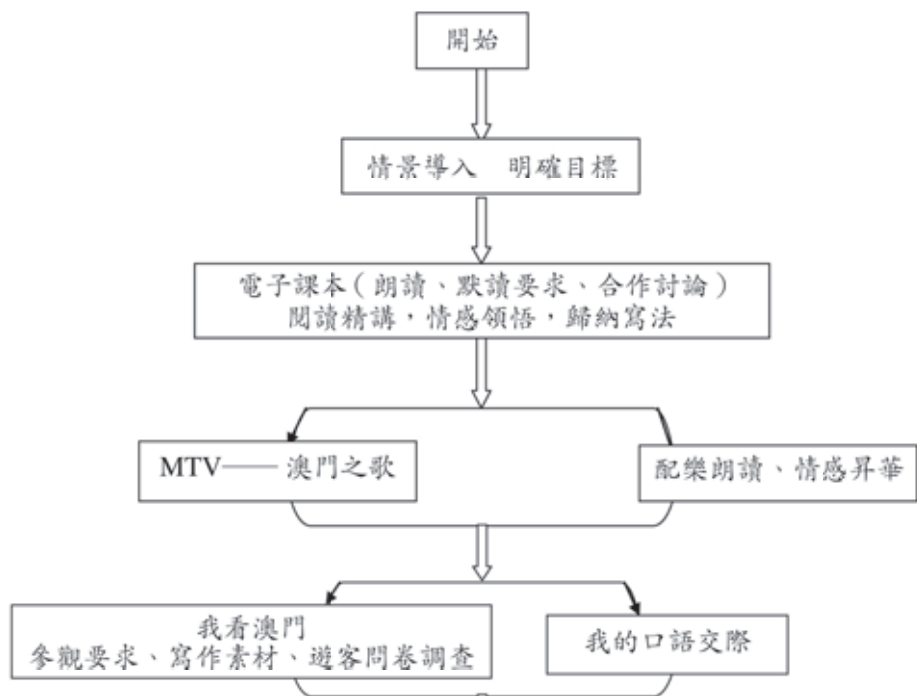 開始
情景導入　明確目標
電子課本（朗讀、默讀要求、合作討論）
閱讀精講，情感領悟，歸納寫法
MTV——澳門之歌
配樂朗讀、情感昇華
我看澳門
參觀要求、寫作素材、遊客問卷調查
我的口語交際